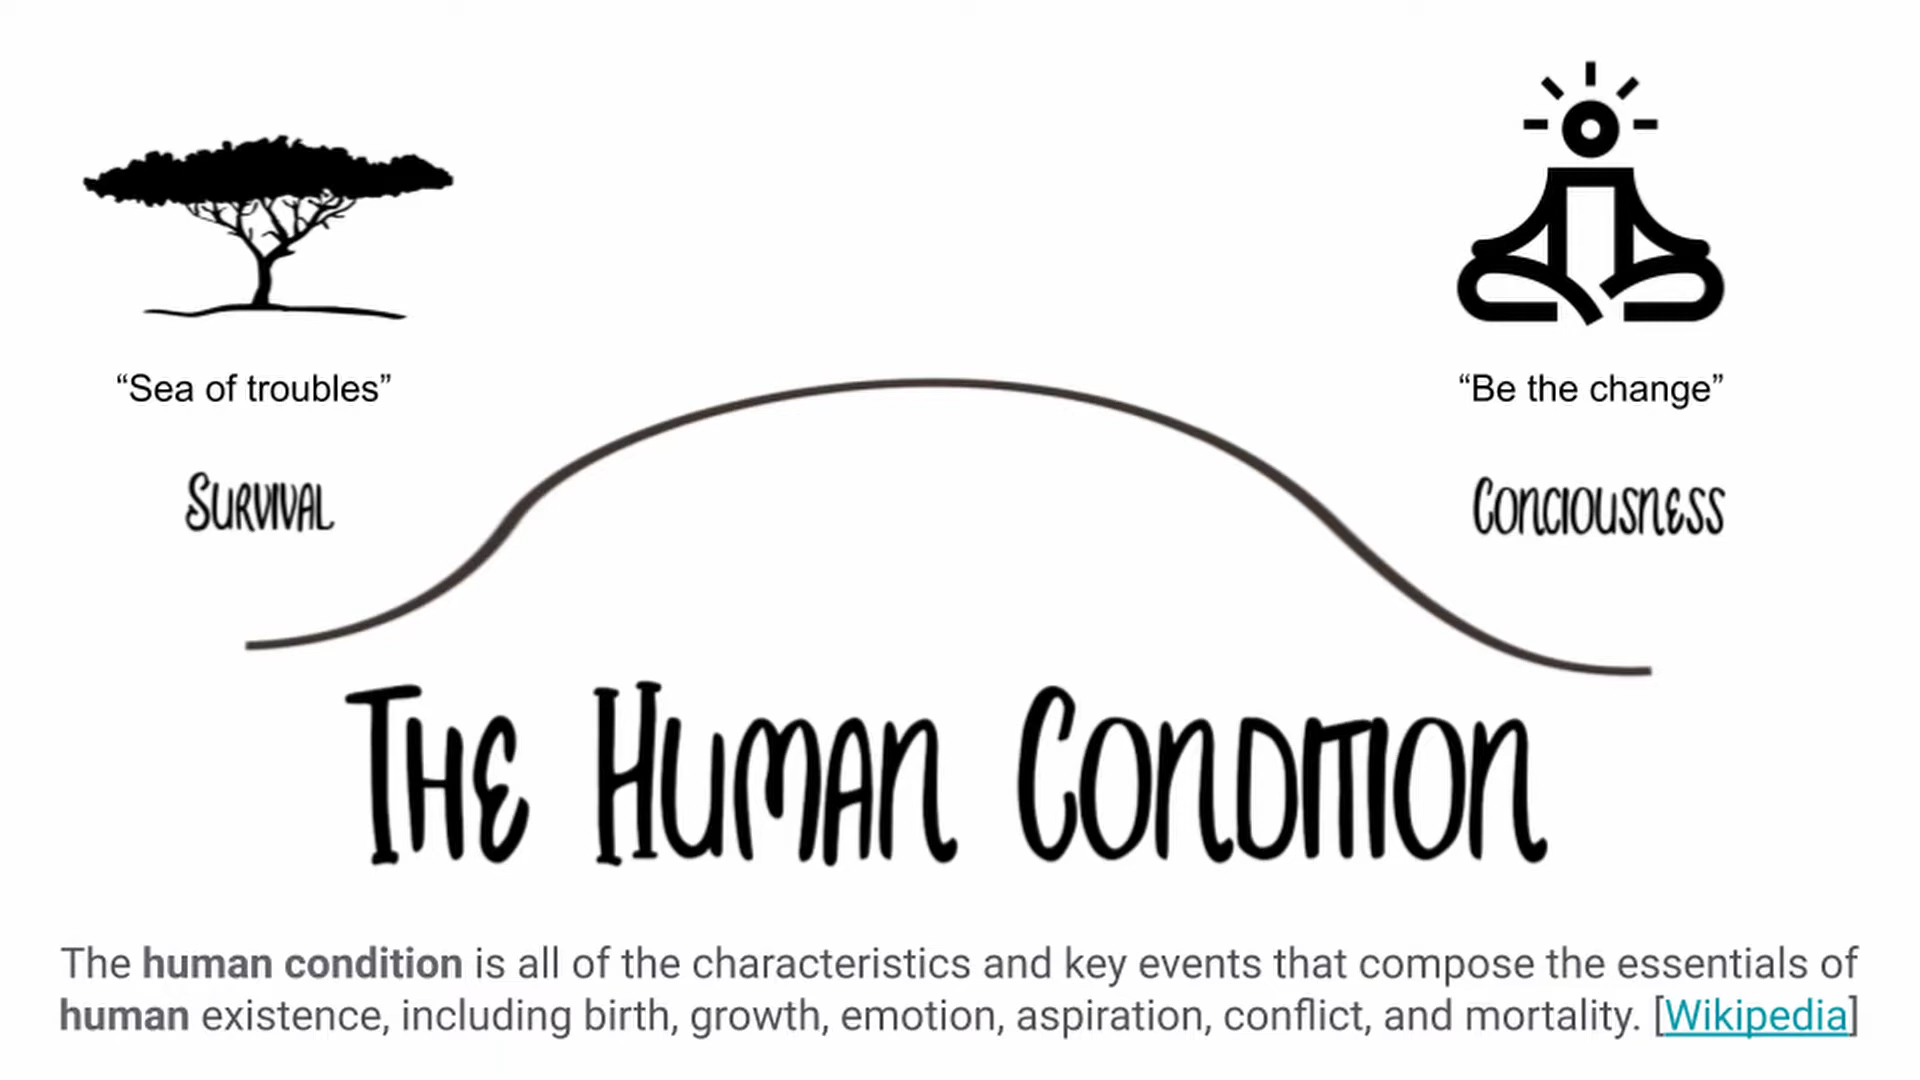 “Sea of troubles”
“Be the change”
Survival
Conciousness
The Human Condition
The human condition is all of the characteristics and key events that compose the essentials of
human existence, including birth, growth, emotion, aspiration, conflict, and mortality. [Wikipedia]